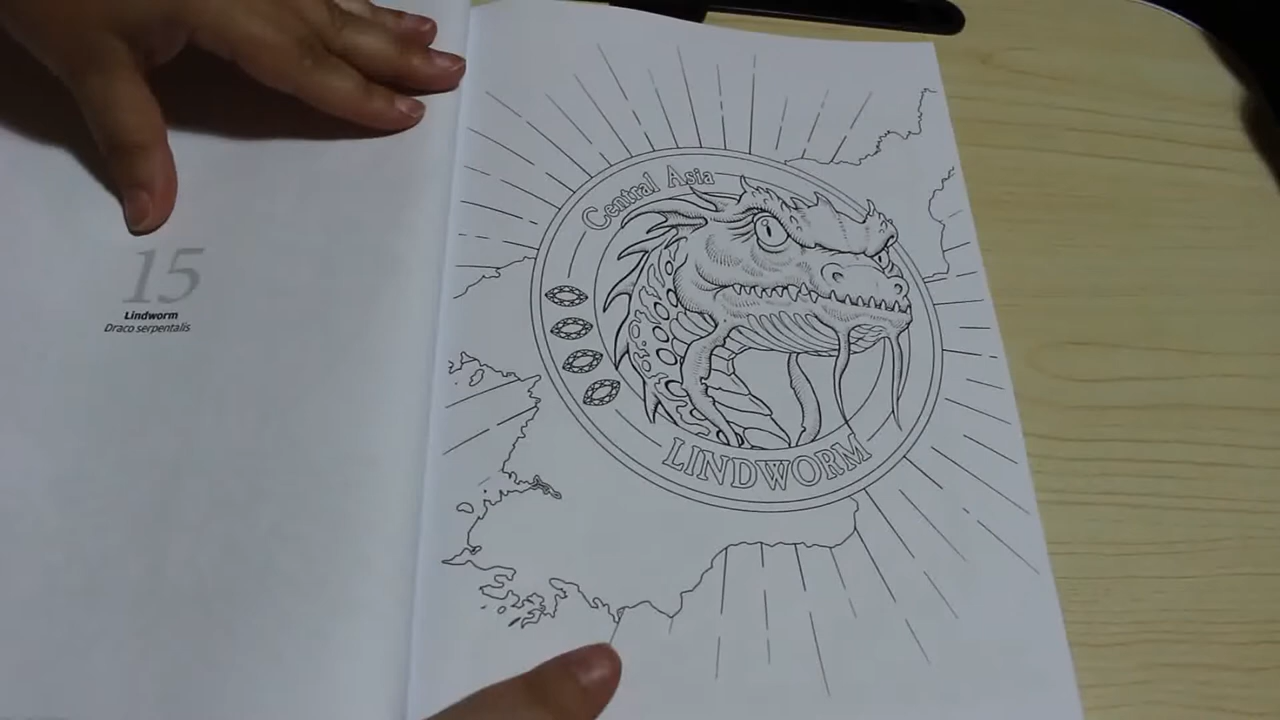 15
Lindworm
Draco serpentalis
Central Asia
LINDWORM